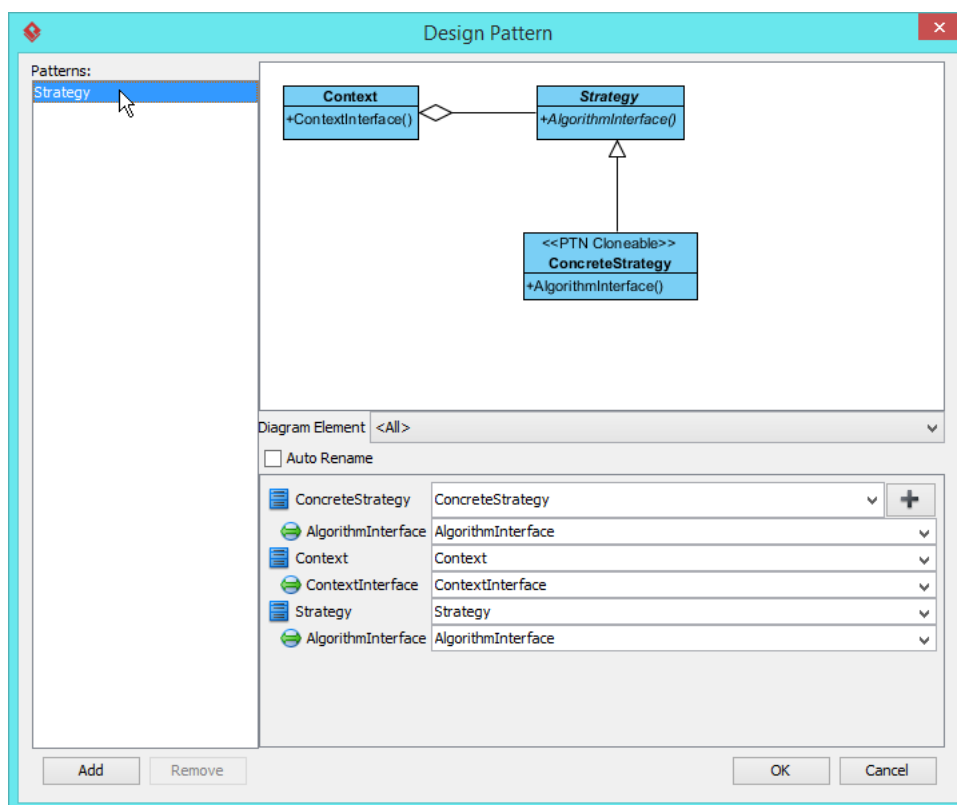 Design Pattern
Patterns:
Strategy
Context
+ContextInterface()
Strategy
+AlgorithmInterface()
<<PTN Cloneable>>
ConcreteStrategy
+AlgorithmInterface()
Diagram Element <All>
Auto Rename
ConcreteStrategy ConcreteStrategy
AlgorithmInterface AlgorithmInterface
Context Context
ContextInterface ContextInterface
Strategy Strategy
AlgorithmInterface AlgorithmInterface
Add Remove OK Cancel